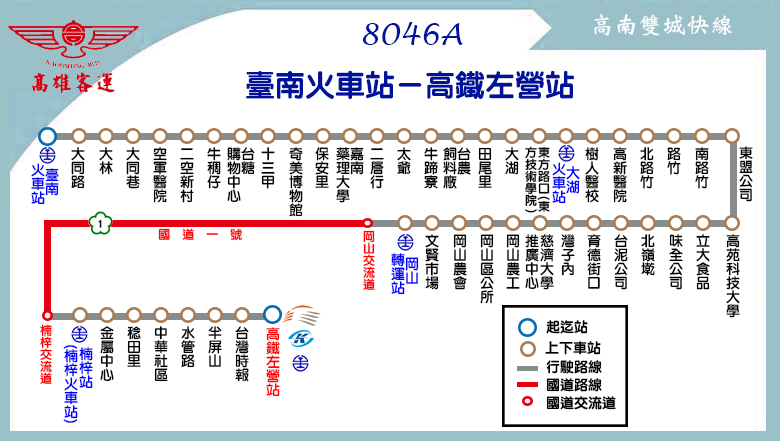 高南雙城快線
8046A
KAOHSIUNG BUS
高雄客運
臺南火車站－高鐵左營站
臺南
火車站
大同路
大林
大同巷
空軍醫院
二空新村
牛稠仔
台糖
購物中心
十三甲
奇美博物館
保安里
嘉南
藥理大學
二層行
太爺
牛蹄寮
台農
飼料廠
田尾里
大湖
東方路口(東
方技術學院)
大湖
火車站
樹人醫校
高新醫院
北路竹
路竹
南路竹
東盟公司
1
國道一號
岡山交流道
岡山
轉運站
文賢市場
岡山農會
岡山區公所
岡山農工
慈濟大學
推廣中心
灣子內
育德街口
台泥公司
北嶺墘
味全公司
立大食品
高苑科技大學
楠梓交流道
楠梓站
(楠梓火車站)
金屬中心
稔田里
中華社區
水管路
半屏山
台灣時報
高鐵左營站
起迄站
上下車站
行駛路線
國道路線
國道交流道